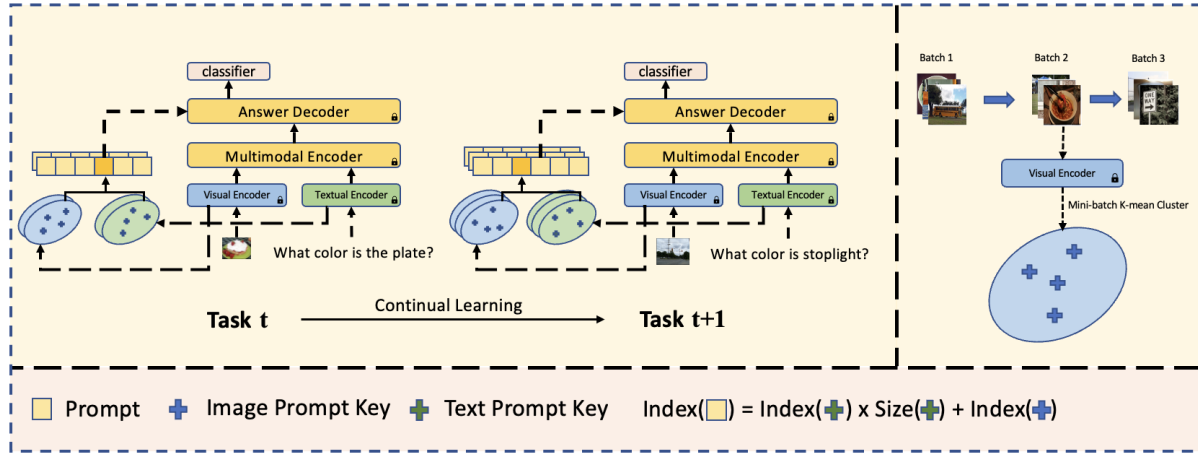 classifier
Answer Decoder
Multimodal Encoder
Visual Encoder
Textual Encoder
What color is the plate?
Task t
Continual Learning
classifier
Answer Decoder
Multimodal Encoder
Visual Encoder
Textual Encoder
What color is stoplight?
Task t+1
Batch 1
Batch 2
Batch 3
ONE WAY
Visual Encoder
Mini-batch K-mean Cluster
Prompt
Image Prompt Key
Text Prompt Key
Index( ) = Index( ) x Size( ) + Index( )